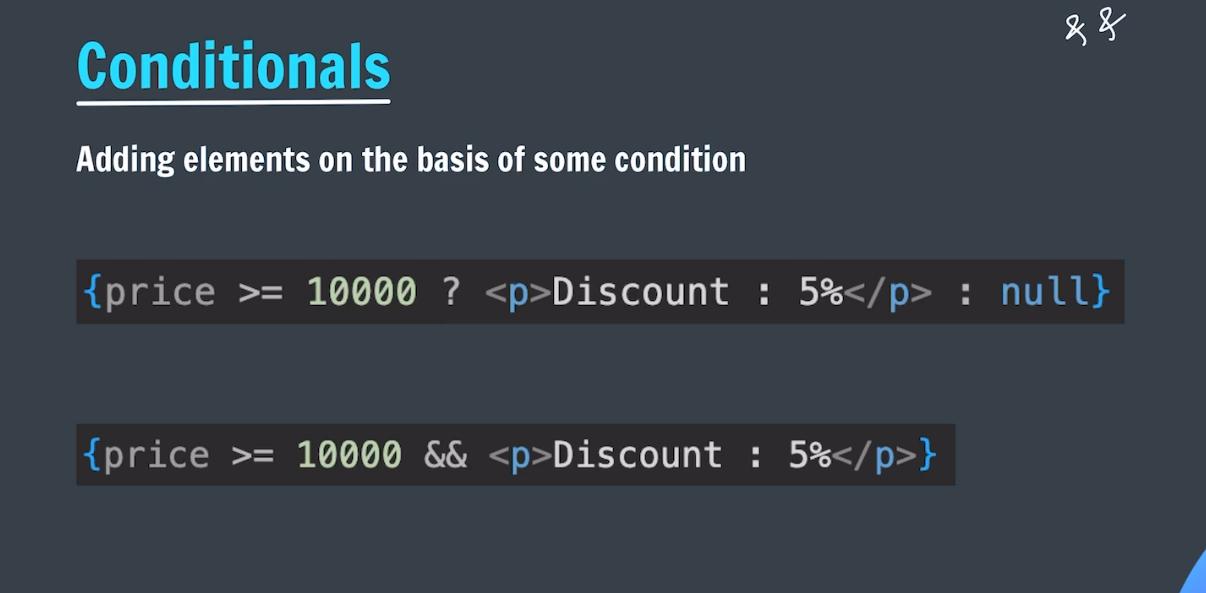 &&
Conditionals
Adding elements on the basis of some condition
{price >= 10000 ? <p>Discount : 5%</p> : null}
{price >= 10000 && <p>Discount : 5%</p>}